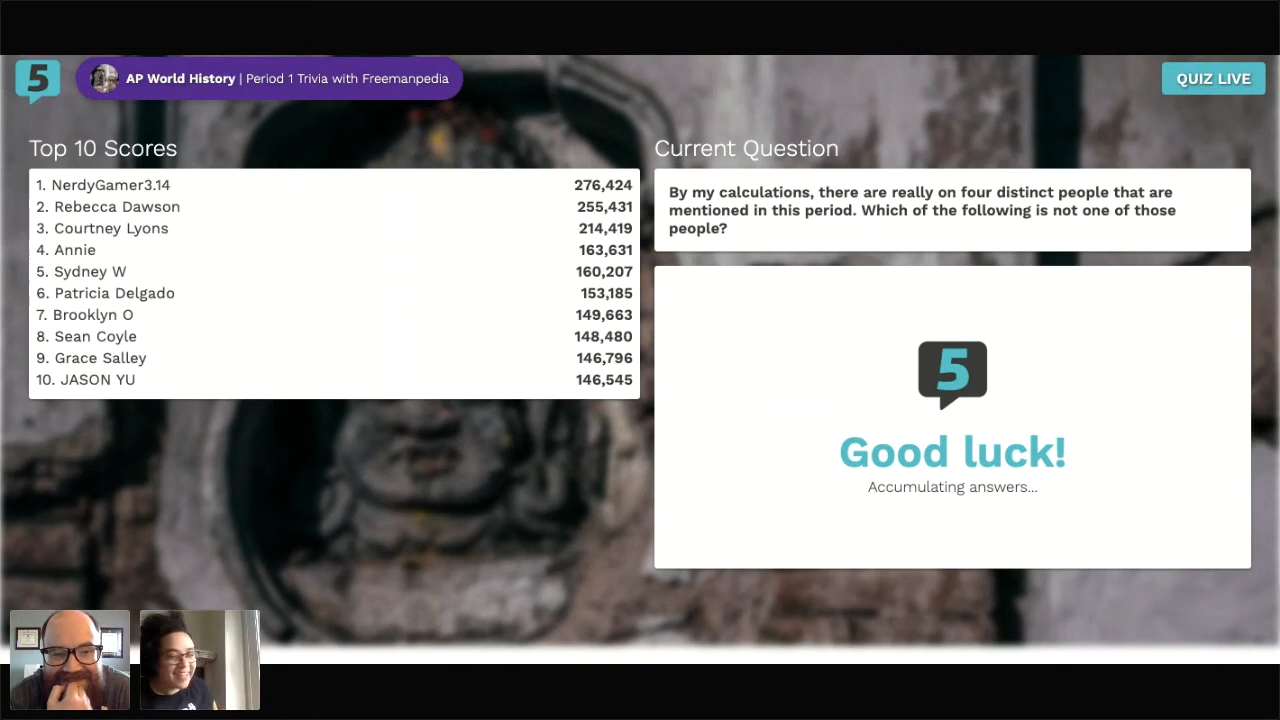 5
AP World History | Period 1 Trivia with Freemanpedia
QUIZ LIVE
Top 10 Scores
1. NerdyGamer3.14 276,424
2. Rebecca Dawson 255,431
3. Courtney Lyons 214,419
4. Annie 163,631
5. Sydney W 160,207
6. Patricia Delgado 153,185
7. Brooklyn O 149,663
8. Sean Coyle 148,480
9. Grace Salley 146,796
10. JASON YU 146,545
Current Question
By my calculations, there are really on four distinct people that are
mentioned in this period. Which of the following is not one of those
people?
5
Good luck!
Accumulating answers...